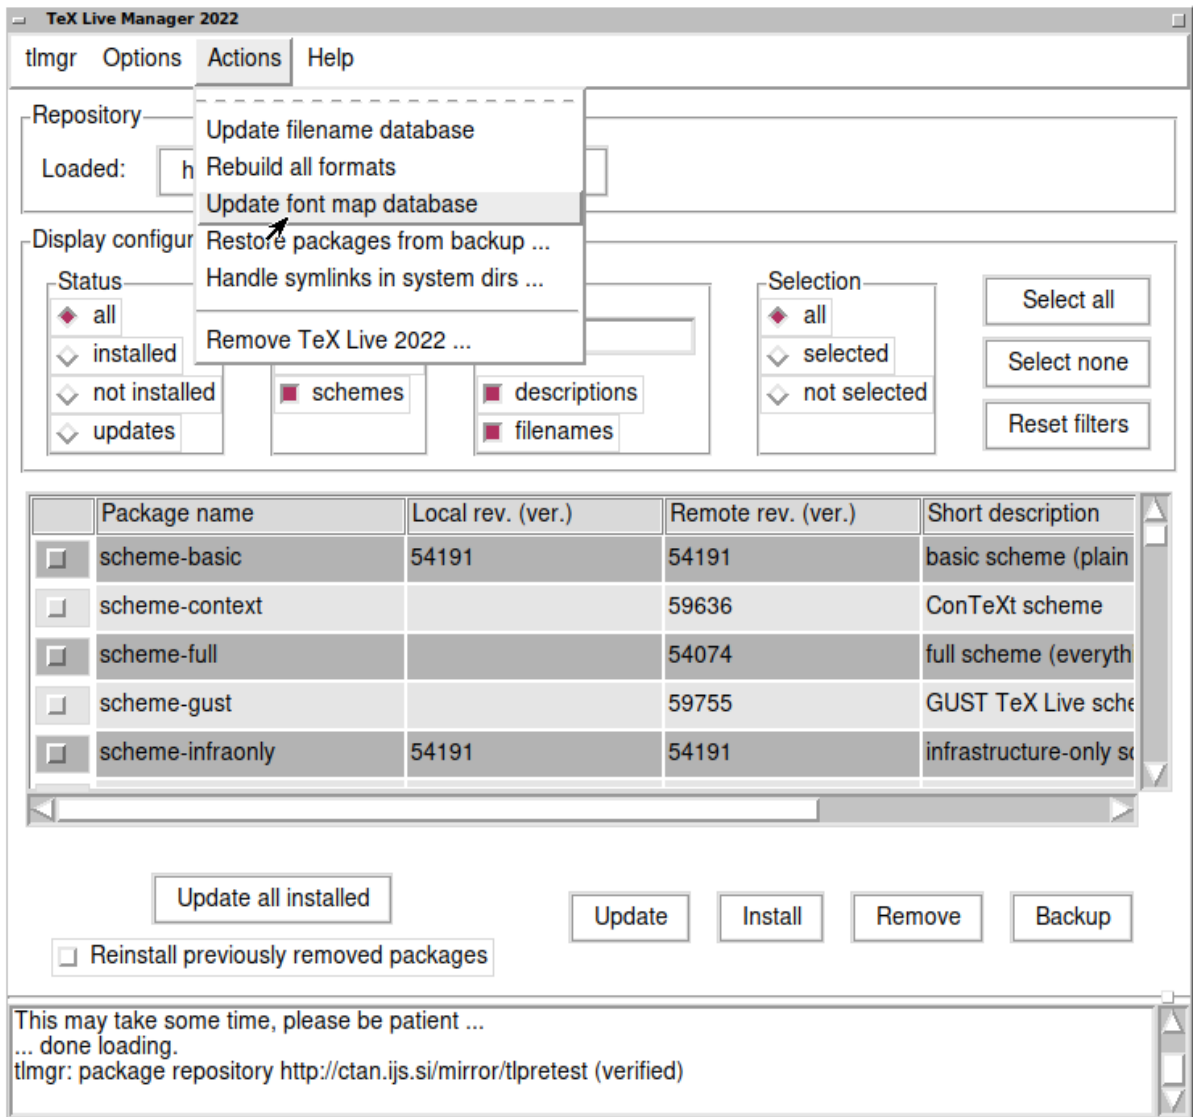 TeX Live Manager 2022
tlmgr Options Actions Help
Repository
Loaded: h
Update filename database
Rebuild all formats
Update font map database
Restore packages from backup ...
Handle symlinks in system dirs ...
Remove TeX Live 2022 ...
Display configur
Status
all
installed
not installed
updates
schemes
descriptions
filenames
Selection
all
selected
not selected
Select all
Select none
Reset filters
Package name Local rev. (ver.) Remote rev. (ver.) Short description
scheme-basic 54191 54191 basic scheme (plain
scheme-context 59636 ConTeXt scheme
scheme-full 54074 full scheme (everyth
scheme-gust 59755 GUST TeX Live sche
scheme-infraonly 54191 54191 infrastructure-only sc
Update all installed
Reinstall previously removed packages
Update Install Remove Backup
This may take some time, please be patient ...
... done loading.
tlmgr: package repository http://ctan.ijs.si/mirror/tlpretest (verified)